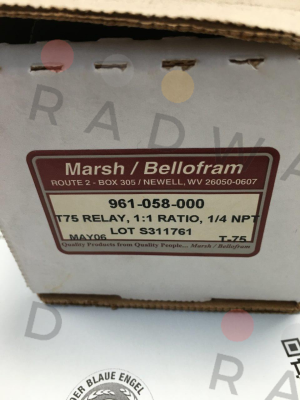 Marsh / Bellofram
ROUTE 2 - BOX 305 / NEWELL, WV 26050-0607
961-058-000
T75 RELAY, 1:1 RATIO, 1/4 NPT
LOT S311761
MAY06 T-75
Quality Products from Quality People... Marsh / Bellofram
DER BLAUE ENGEL
RADWA